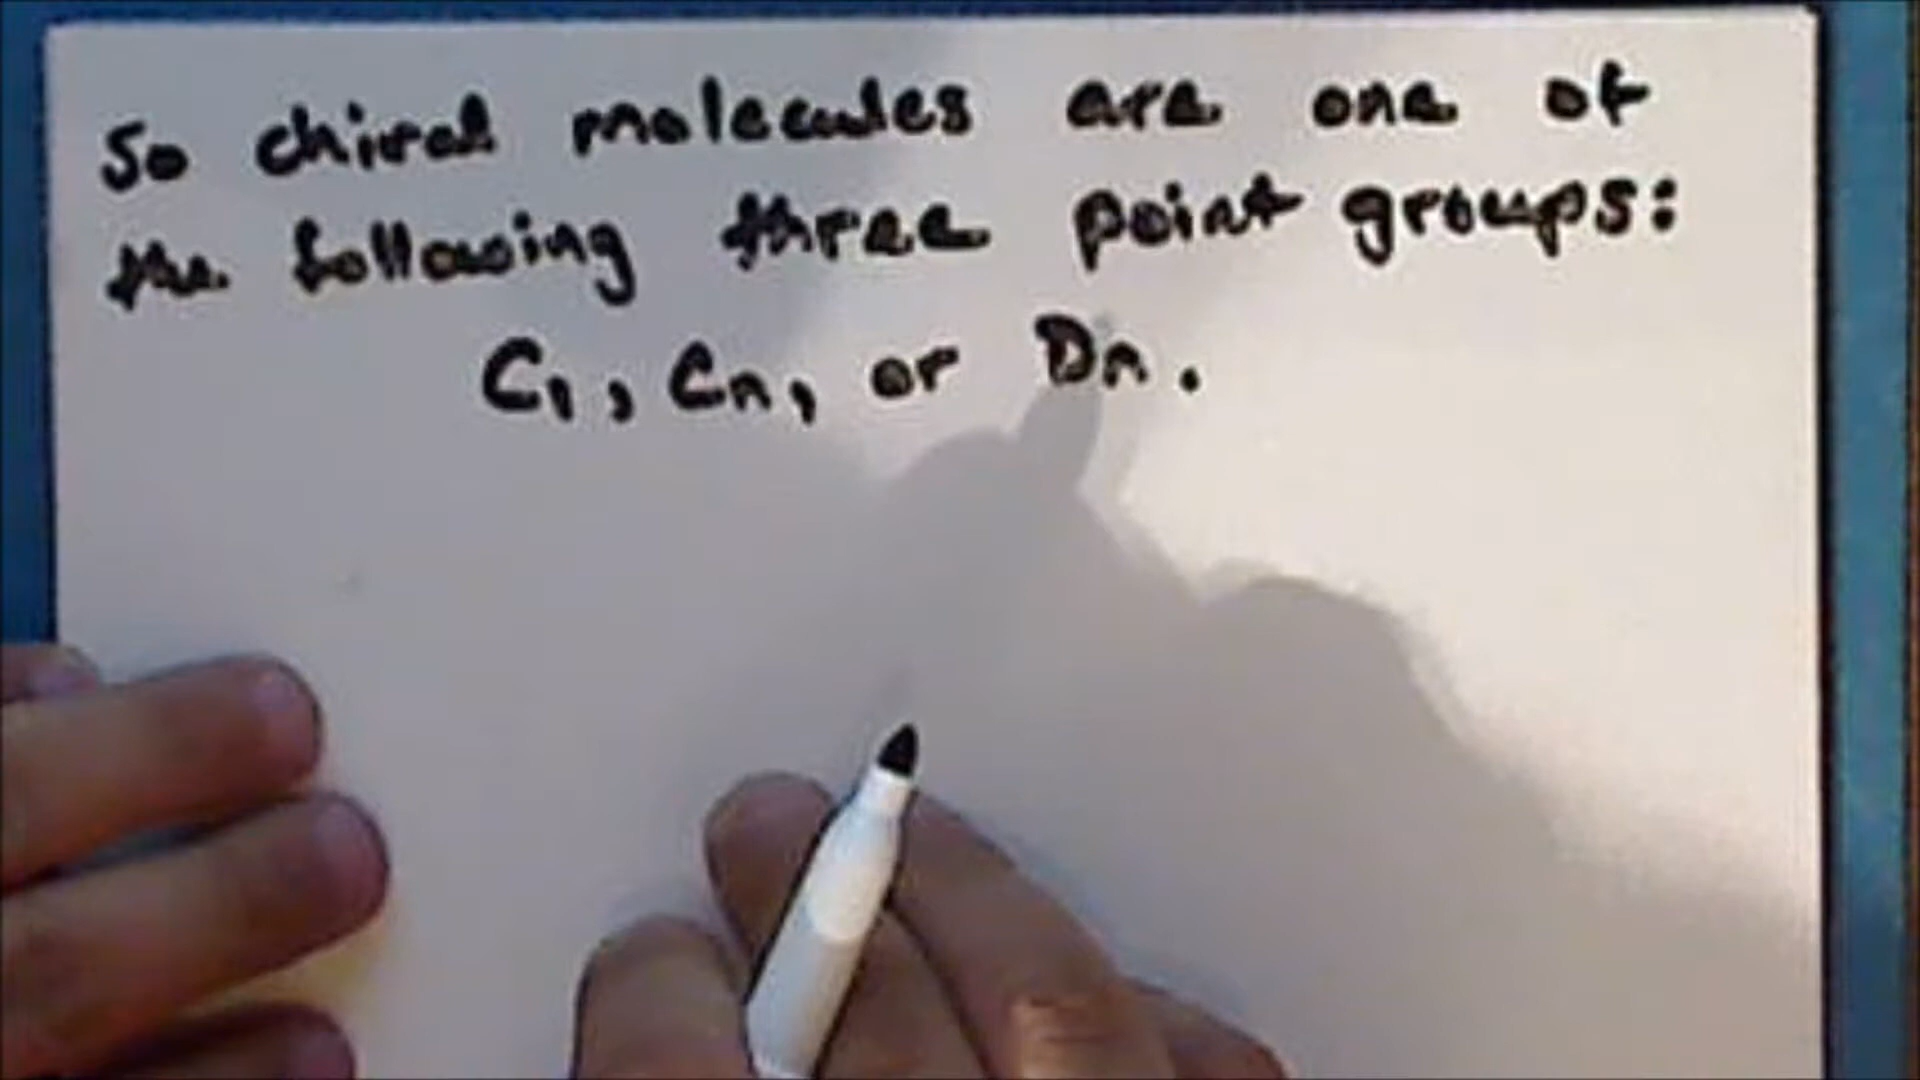 So chiral molecules are one of
the following three point groups:
C₁, Cn, or Dn.